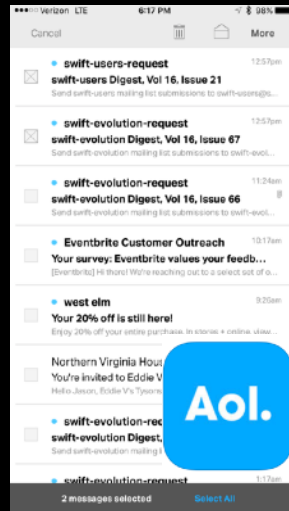 Verizon LTE 6:17 PM 98%
Cancel More
swift-users-request 12:57pm
swift-users Digest, Vol 16, Issue 21
Send swift-users mailing list submissions to swift-users@s...
swift-evolution-request 12:57pm
swift-evolution Digest, Vol 16, Issue 67
Send swift-evolution mailing list submissions to swift-evol...
swift-evolution-request 11:24am
swift-evolution Digest, Vol 16, Issue 66
Send swift-evolution mailing list submissions to swift-evol...
Eventbrite Customer Outreach 10:17am
Your survey: Eventbrite values your feedb...
[Eventbrite] Hi there! We're reaching out to a select set of o...
west elm 9:20am
Your 20% off is still here!
Enjoy 20% off your entire purchase. In stores + online. view...
Northern Virginia Hou
You're invited to Eddie V
Hello Jason, Eddie V's Tysons
Aol.
swift-evolution-req
swift-evolution Digest,
Send swift-evolution mailing l
swift-evolution-request 1:17am
2 messages selected Select All